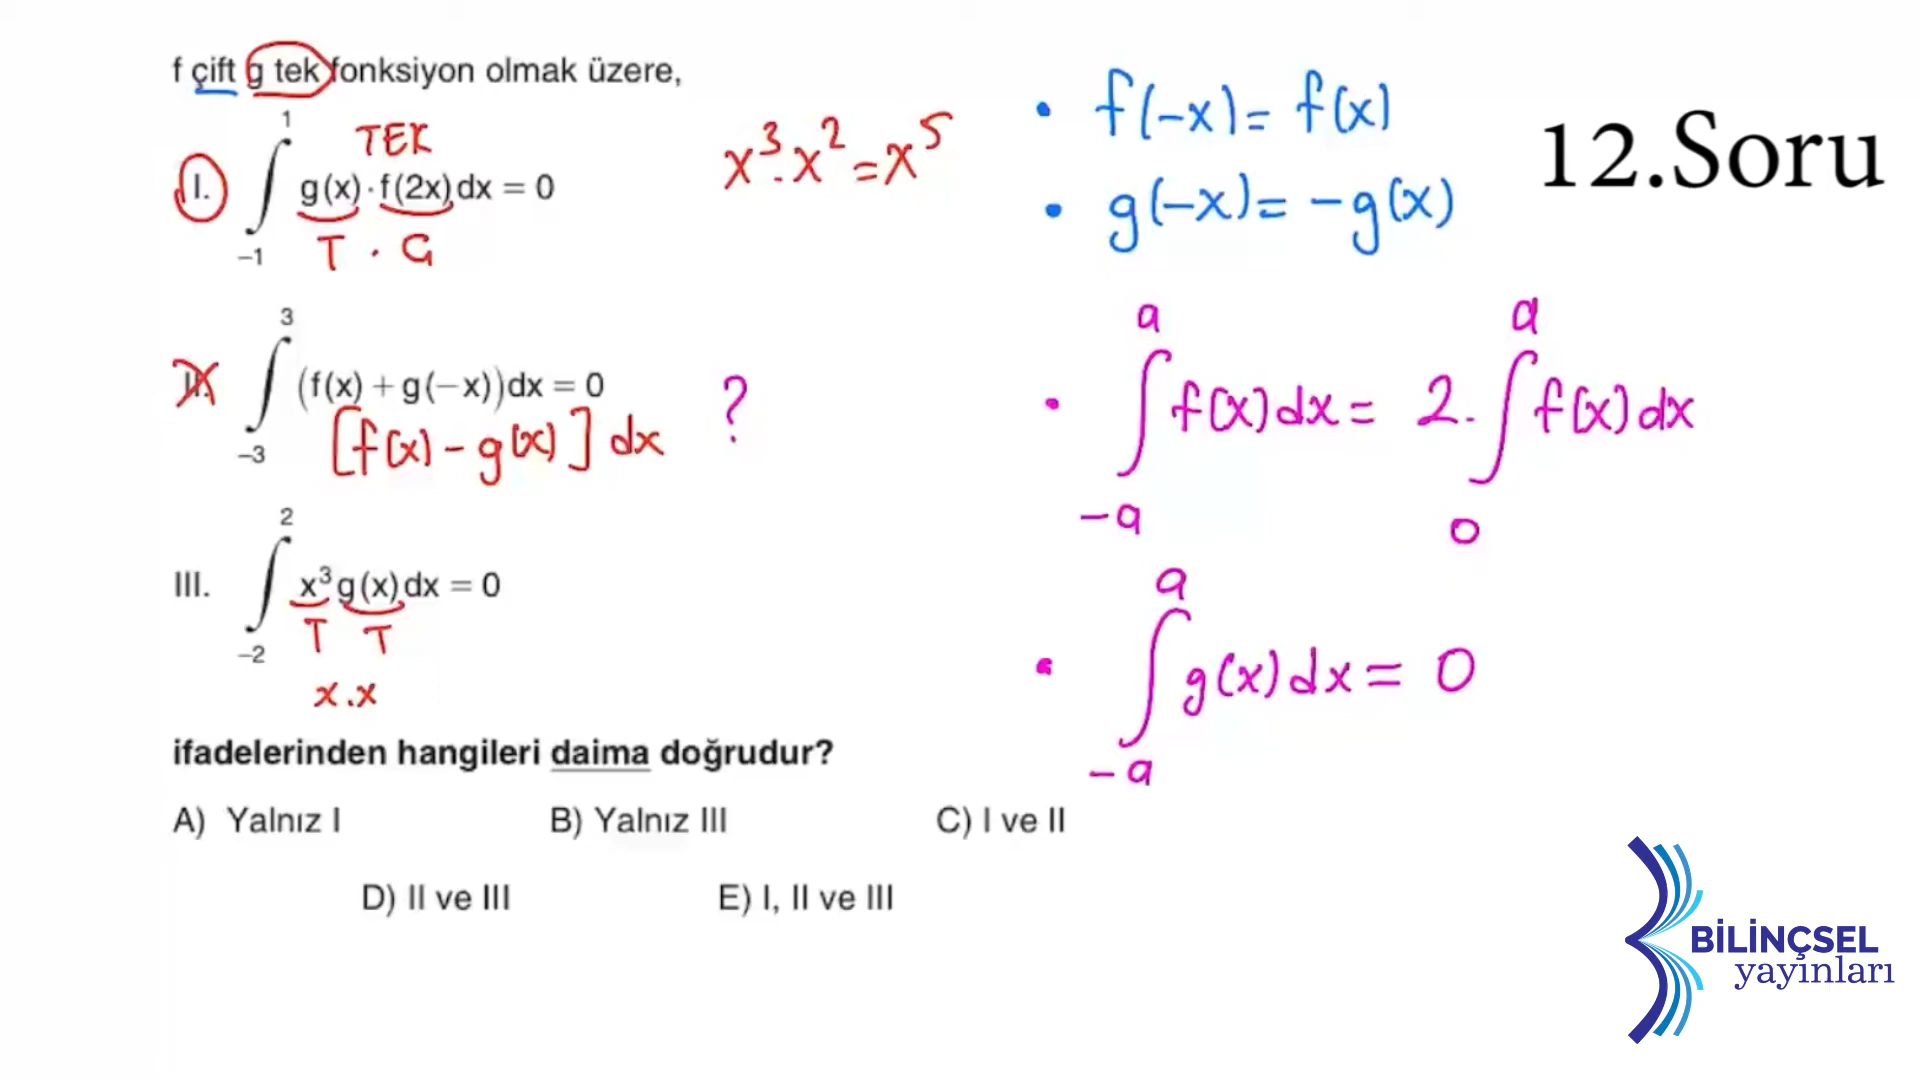 f çift g tek fonksiyon olmak üzere,
I. ∫₋₁¹ g(x)·f(2x)dx = 0
TEK
T . Ç
x³.x² = x⁵
II. ∫₋₃³ (f(x) + g(−x))dx = 0 ?
[f(x) − g(x)] dx
III. ∫₋₂² x³g(x)dx = 0
T T
x.x
ifadelerinden hangileri daima doğrudur?
A) Yalnız I B) Yalnız III C) I ve II
D) II ve III E) I, II ve III
• f(−x) = f(x)
• g(−x) = −g(x)
• ∫₋ₐᵃ f(x)dx = 2.∫₀ᵃ f(x)dx
• ∫₋ₐᵃ g(x)dx = 0
12.Soru
BİLİNÇSEL
yayınları